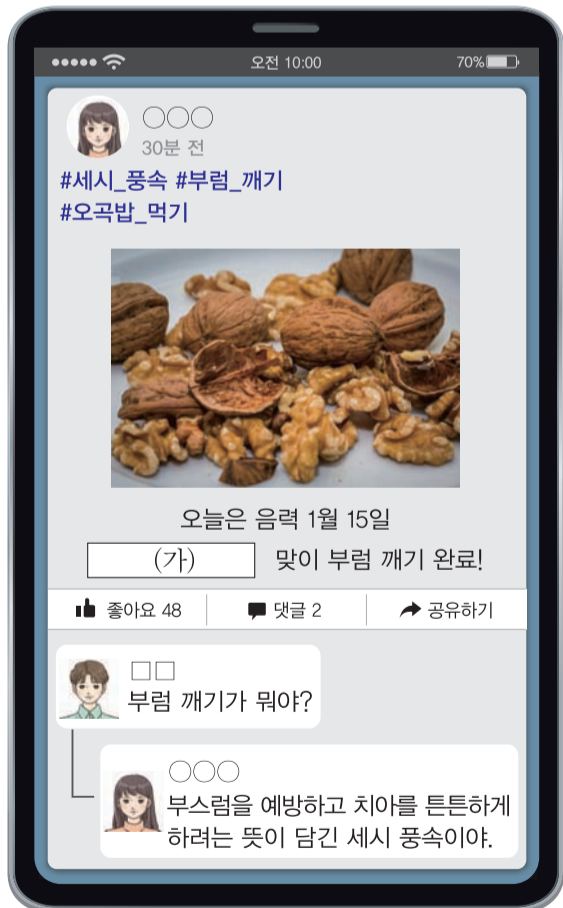 오전 10:00
70%
○○○
30분 전
#세시_풍속 #부럼_깨기
#오곡밥_먹기
오늘은 음력 1월 15일
(가) 맞이 부럼 깨기 완료!
좋아요 48 댓글 2 공유하기
□□
부럼 깨기가 뭐야?
○○○
부스럼을 예방하고 치아를 튼튼하게
하려는 뜻이 담긴 세시 풍속이야.